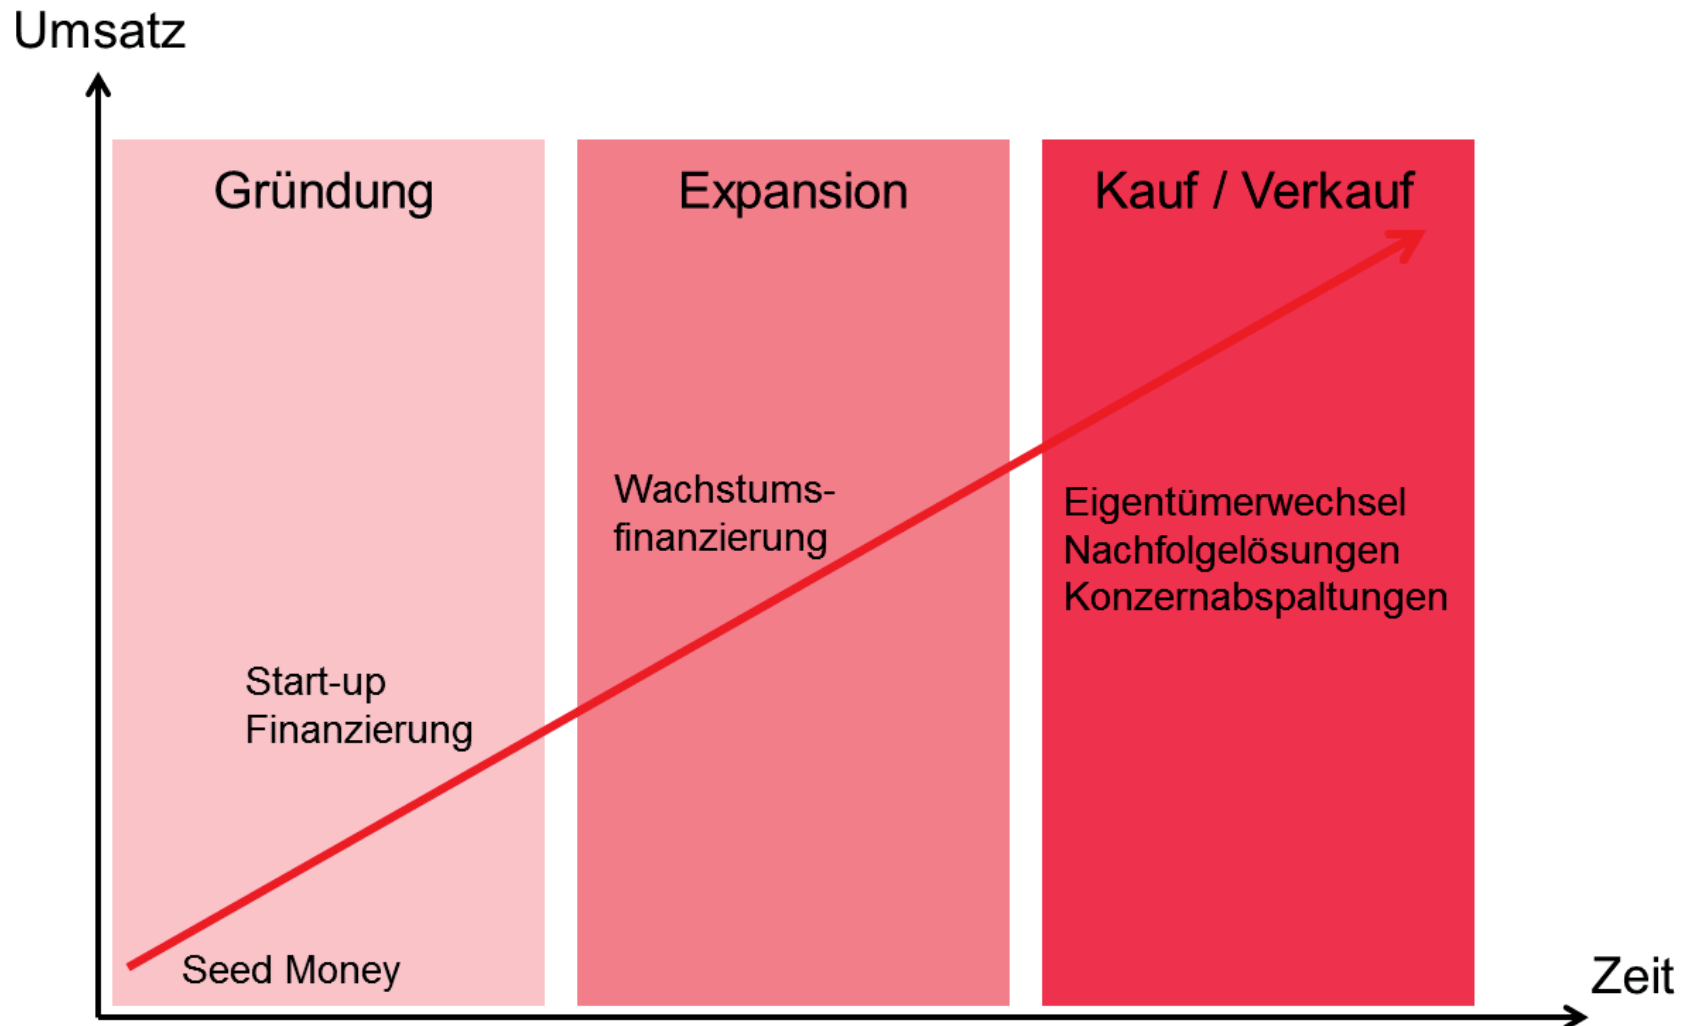 Umsatz
Gründung
Expansion
Kauf / Verkauf
Wachstums-
finanzierung
Eigentümerwechsel
Nachfolgelösungen
Konzernabspaltungen
Start-up
Finanzierung
Seed Money
Zeit